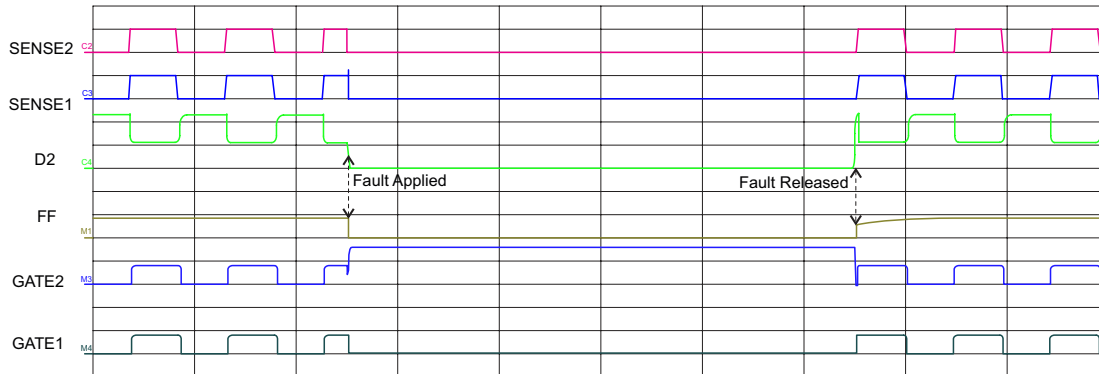 SENSE2 C2
SENSE1 C3
D2 C4
Fault Applied
Fault Released
FF M1
GATE2 M3
GATE1 M4